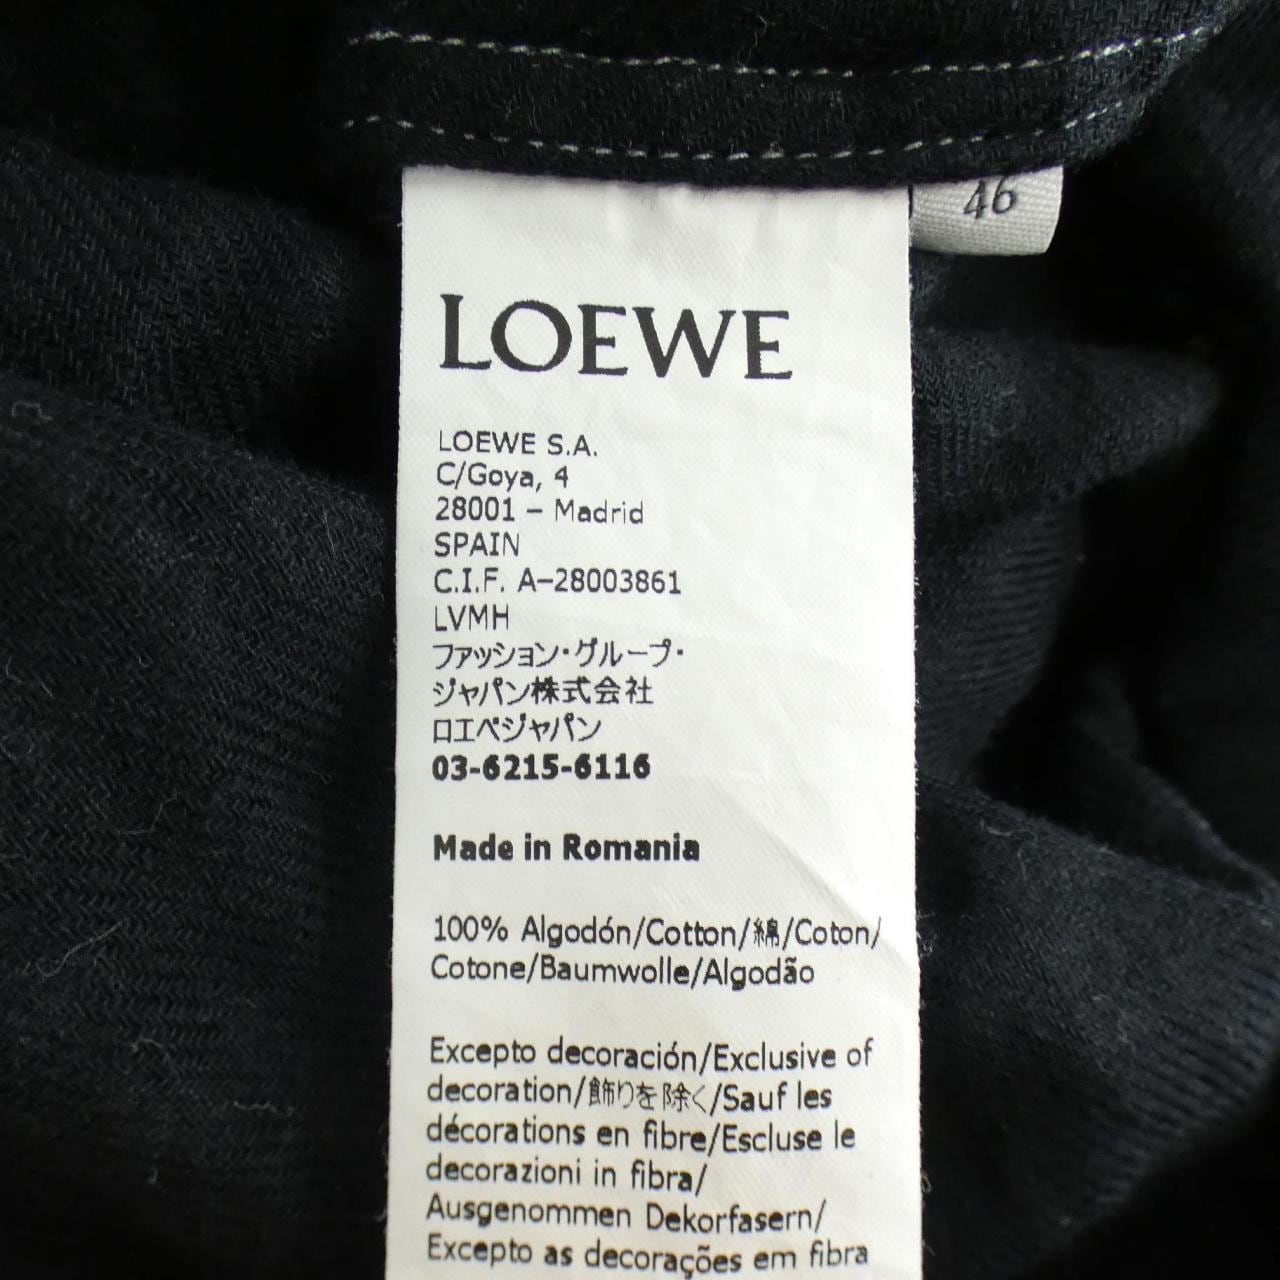 46
LOEWE
LOEWE S.A.
C/Goya, 4
28001 – Madrid
SPAIN
C.I.F. A–28003861
LVMH
ファッション・グループ・
ジャパン株式会社
ロエベジャパン
03-6215-6116
Made in Romania
100% Algodón/Cotton/綿/Coton/
Cotone/Baumwolle/Algodão
Excepto decoración/Exclusive of
decoration/飾りを除く/Sauf les
décorations en fibre/Escluse le
decorazioni in fibra/
Ausgenommen Dekorfasern/
Excepto as decorações em fibra